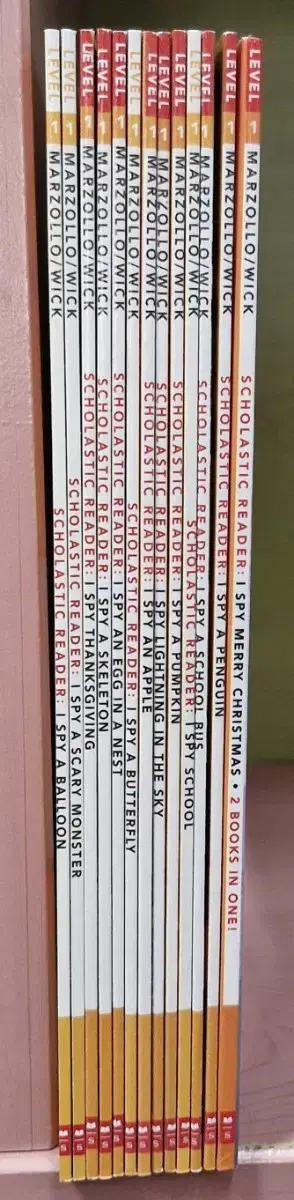 LEVEL 1 MARZOLLO/WICK SCHOLASTIC READER: I SPY A BALLOON
LEVEL 1 MARZOLLO/WICK SCHOLASTIC READER: I SPY A SCARY MONSTER
LEVEL 1 MARZOLLO/WICK SCHOLASTIC READER: I SPY THANKSGIVING
LEVEL 1 MARZOLLO/WICK SCHOLASTIC READER: I SPY A SKELETON
LEVEL 1 MARZOLLO/WICK SCHOLASTIC READER: I SPY AN EGG IN A NEST
LEVEL 1 MARZOLLO/WICK SCHOLASTIC READER: I SPY A BUTTERFLY
LEVEL 1 MARZOLLO/WICK SCHOLASTIC READER: I SPY AN APPLE
LEVEL 1 MARZOLLO/WICK SCHOLASTIC READER: I SPY LIGHTNING IN THE SKY
LEVEL 1 MARZOLLO/WICK SCHOLASTIC READER: I SPY A PUMPKIN
LEVEL 1 MARZOLLO/WICK SCHOLASTIC READER: I SPY SCHOOL
LEVEL 1 MARZOLLO/WICK SCHOLASTIC READER: I SPY A SCHOOL BUS
LEVEL 1 MARZOLLO/WICK SCHOLASTIC READER: I SPY A PENGUIN
LEVEL 1 MARZOLLO/WICK SCHOLASTIC READER: I SPY MERRY CHRISTMAS • 2 BOOKS IN ONE!